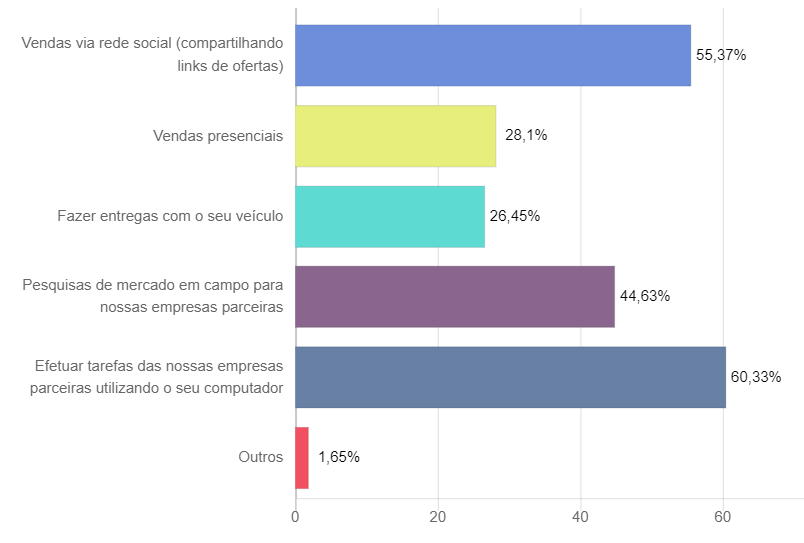 Vendas via rede social (compartilhando
links de ofertas)
55,37%
Vendas presenciais
28,1%
Fazer entregas com o seu veículo
26,45%
Pesquisas de mercado em campo para
nossas empresas parceiras
44,63%
Efetuar tarefas das nossas empresas
parceiras utilizando o seu computador
60,33%
Outros
1,65%
0 20 40 60